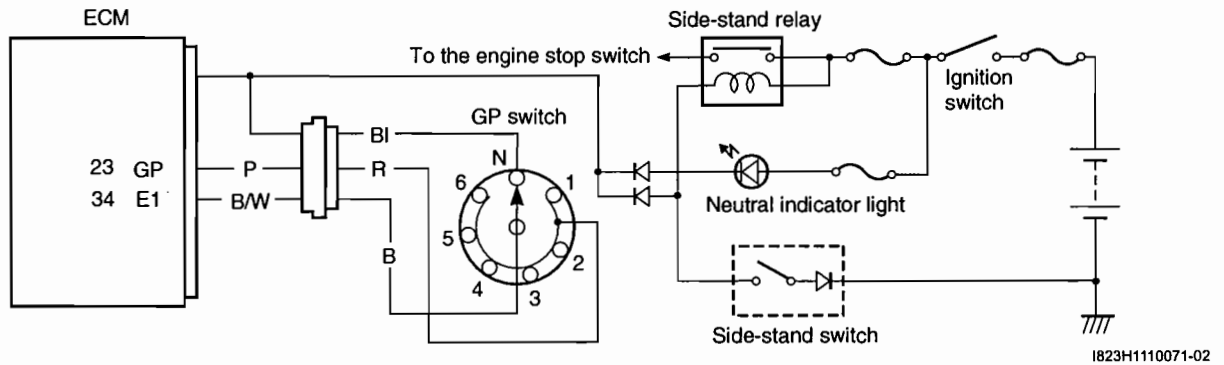 ECM
Side-stand relay
To the engine stop switch
Ignition
switch
GP switch
Bl
N
23 GP
P
R
6
1
34 E1
B/W
Neutral indicator light
5
2
B
4
3
Side-stand switch
I823H1110071-02